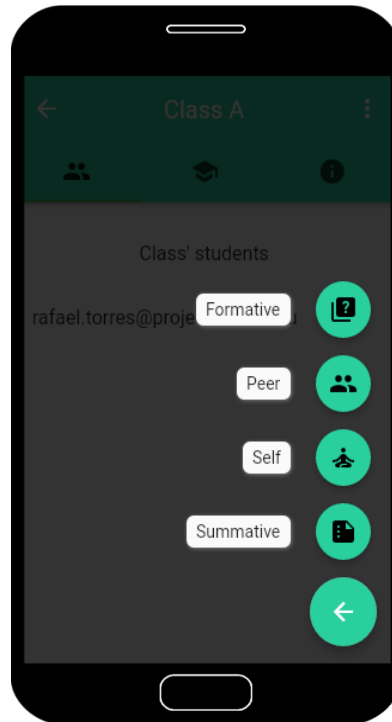 Class A
Class' students
rafael.torres@proje
Formative
Peer
Self
Summative